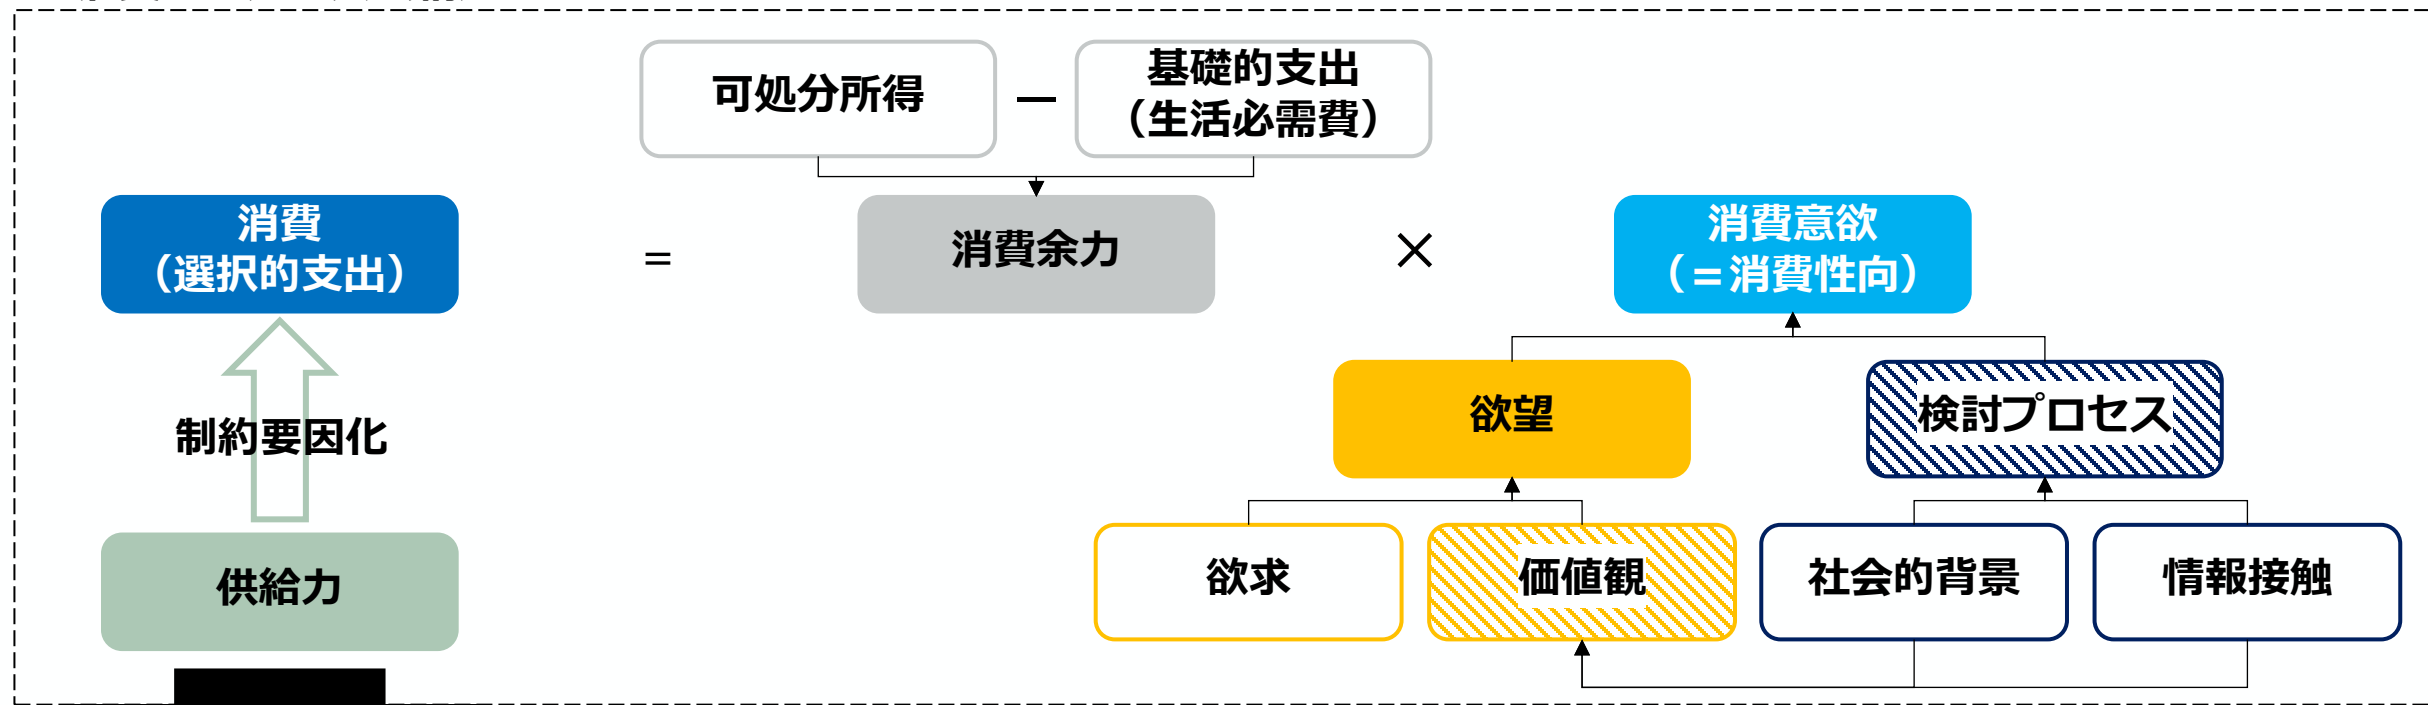 可処分所得
－
基礎的支出
（生活必需費）
消費
（選択的支出）
＝
消費余力
×
消費意欲
（＝消費性向）
欲望
検討プロセス
制約要因化
供給力
欲求
価値観
社会的背景
情報接触